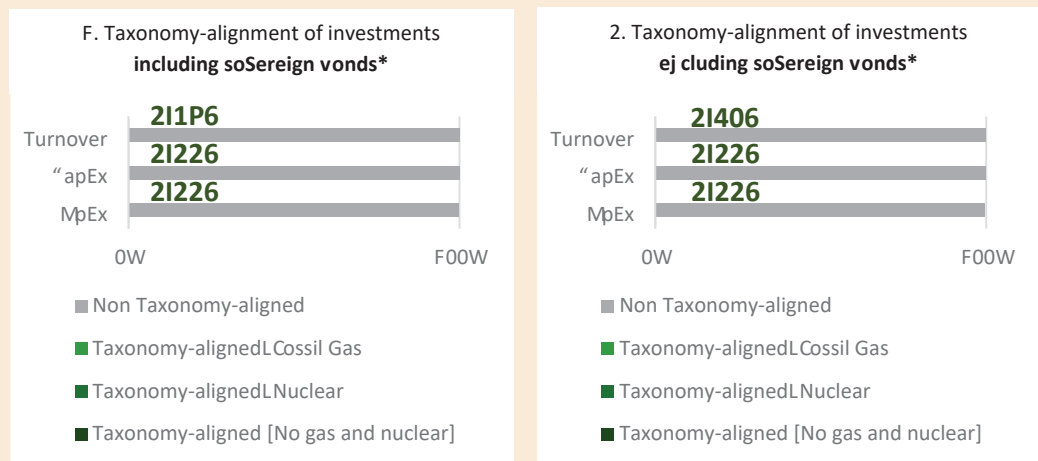 F. Taxonomy-alignment of investments
including soSereign vonds*
2I1P6
Turnover
2I226
“apEx
2I226
MpEx
0W F00W
Non Taxonomy-aligned
Taxonomy-alignedLCossil Gas
Taxonomy-alignedLNuclear
Taxonomy-aligned [No gas and nuclear]
2. Taxonomy-alignment of investments
ej cluding soSereign vonds*
2I406
Turnover
2I226
“apEx
2I226
MpEx
0W F00W
Non Taxonomy-aligned
Taxonomy-alignedLCossil Gas
Taxonomy-alignedLNuclear
Taxonomy-aligned [No gas and nuclear]